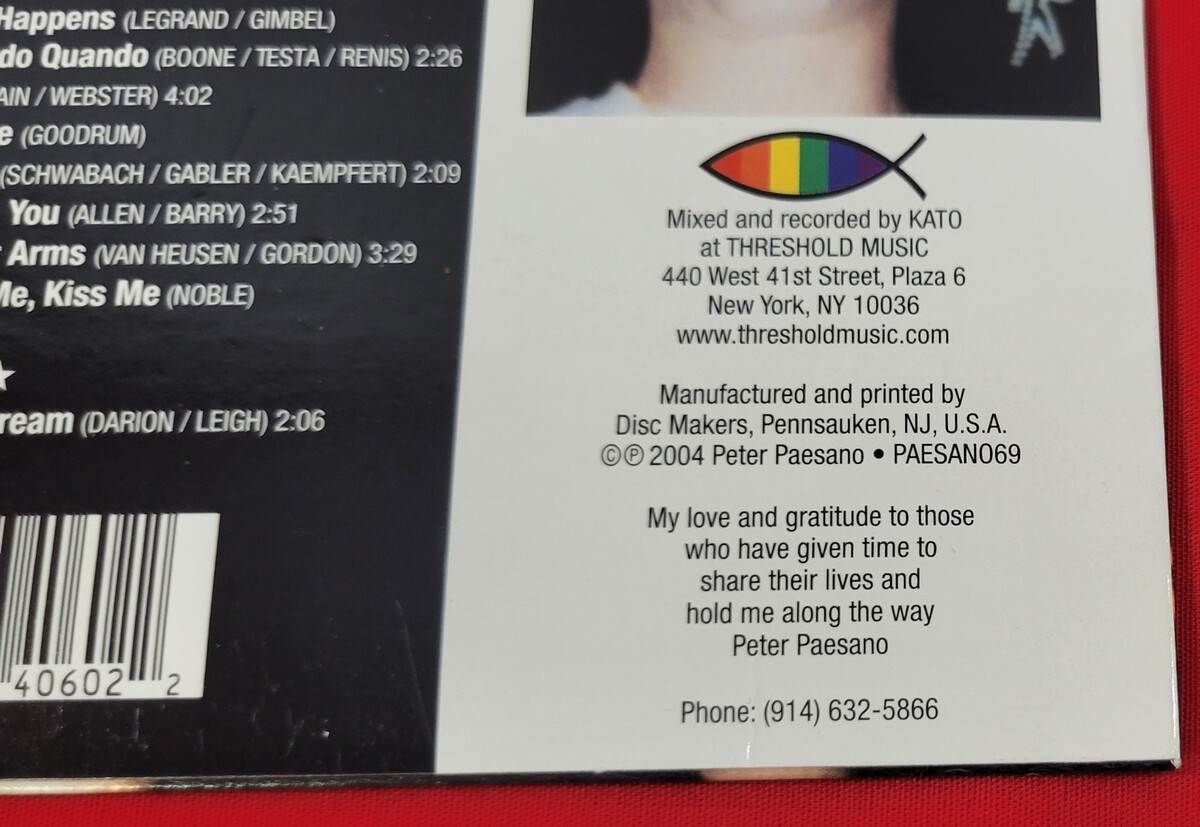 Happens (LEGRAND / GIMBEL)
do Quando (BOONE / TESTA / RENIS) 2:26
AIN / WEBSTER) 4:02
e (GOODRUM)
(SCHWABACH / GABLER / KAEMPFERT) 2:09
You (ALLEN / BARRY) 2:51
Arms (VAN HEUSEN / GORDON) 3:29
Me, Kiss Me (NOBLE)
ream (DARION / LEIGH) 2:06
40602 2
Mixed and recorded by KATO
at THRESHOLD MUSIC
440 West 41st Street, Plaza 6
New York, NY 10036
www.thresholdmusic.com
Manufactured and printed by
Disc Makers, Pennsauken, NJ, U.S.A.
©℗ 2004 Peter Paesano • PAESANO69
My love and gratitude to those
who have given time to
share their lives and
hold me along the way
Peter Paesano
Phone: (914) 632-5866